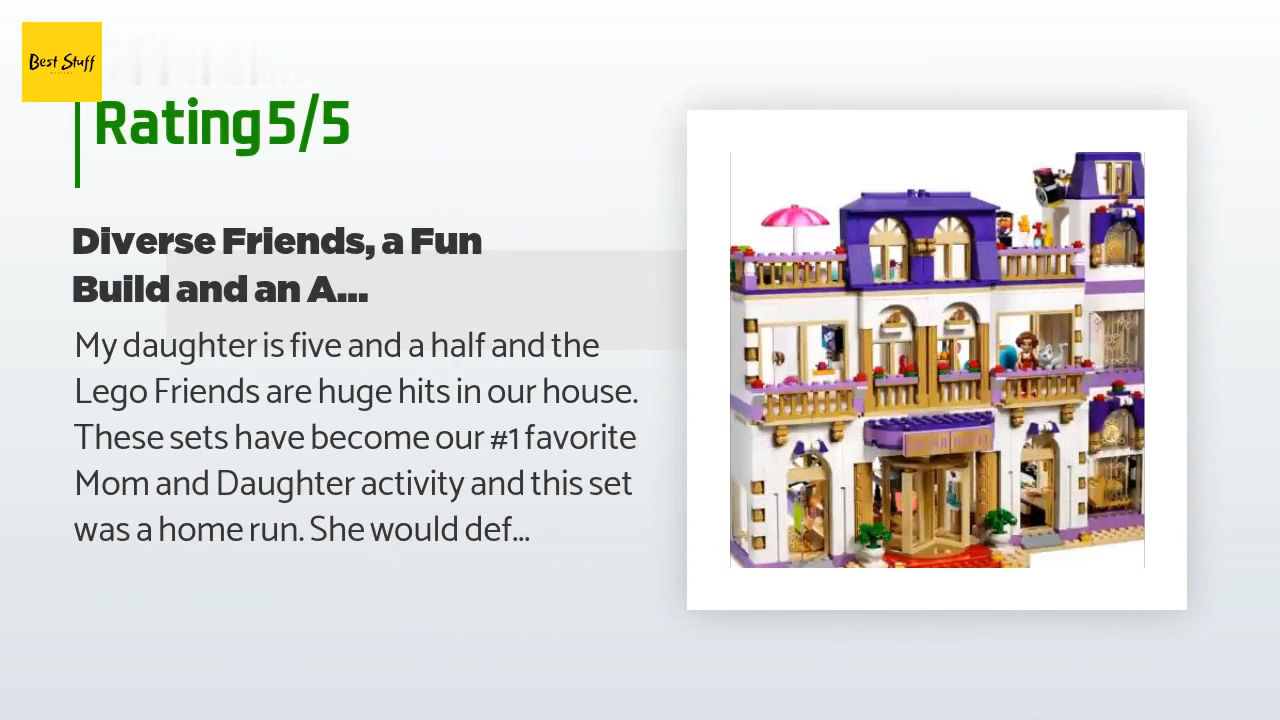 Best Stuff
Rating 5/5
Diverse Friends, a Fun
Build and an A...
My daughter is five and a half and the
Lego Friends are huge hits in our house.
These sets have become our #1 favorite
Mom and Daughter activity and this set
was a home run. She would def...